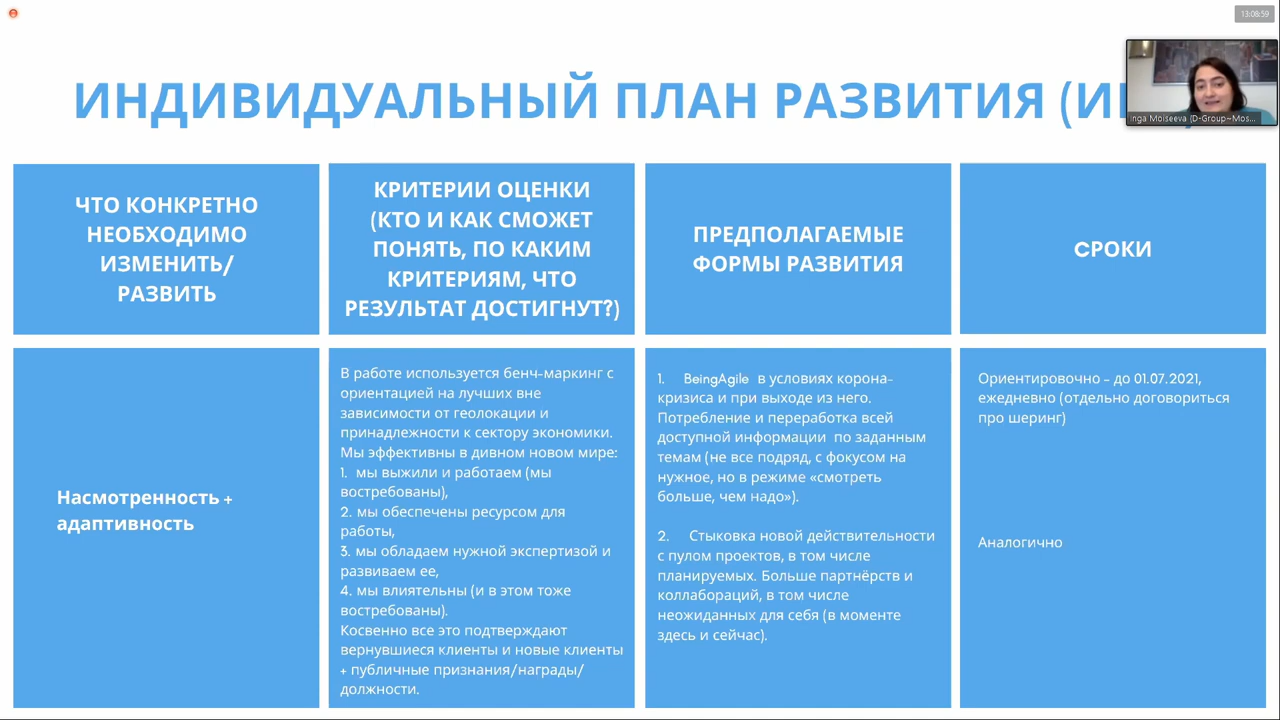 13:08:59
ИНДИВИДУАЛЬНЫЙ ПЛАН РАЗВИТИЯ
Inga Moiseeva (D-Group~Mos...
ЧТО КОНКРЕТНО
НЕОБХОДИМО
ИЗМЕНИТЬ/
РАЗВИТЬ
КРИТЕРИИ ОЦЕНКИ
(КТО И КАК СМОЖЕТ
ПОНЯТЬ, ПО КАКИМ
КРИТЕРИЯМ, ЧТО
РЕЗУЛЬТАТ ДОСТИГНУТ?)
ПРЕДПОЛАГАЕМЫЕ
ФОРМЫ РАЗВИТИЯ
СРОКИ
Насмотренность +
адаптивность
В работе используется бенч-маркинг с
ориентацией на лучших вне
зависимости от геолокации и
принадлежности к сектору экономики.
Мы эффективны в дивном новом мире:
1. мы выжили и работаем (мы
востребованы),
2. мы обеспечены ресурсом для
работы,
3. мы обладаем нужной экспертизой и
развиваем ее,
4. мы влиятельны (и в этом тоже
востребованы).
Косвенно все это подтверждают
вернувшиеся клиенты и новые клиенты
+ публичные признания/награды/
должности.
1. BeingAgile в условиях корона-
кризиса и при выходе из него.
Потребление и переработка всей
доступной информации по заданным
темам (не все подряд, с фокусом на
нужное, но в режиме «смотреть
больше, чем надо»).
2. Стыковка новой действительности
с пулом проектов, в том числе
планируемых. Больше партнёрств и
коллабораций, в том числе
неожиданных для себя (в моменте
здесь и сейчас).
Ориентировочно – до 01.07.2021,
ежедневно (отдельно договориться
про шеринг)
Аналогично